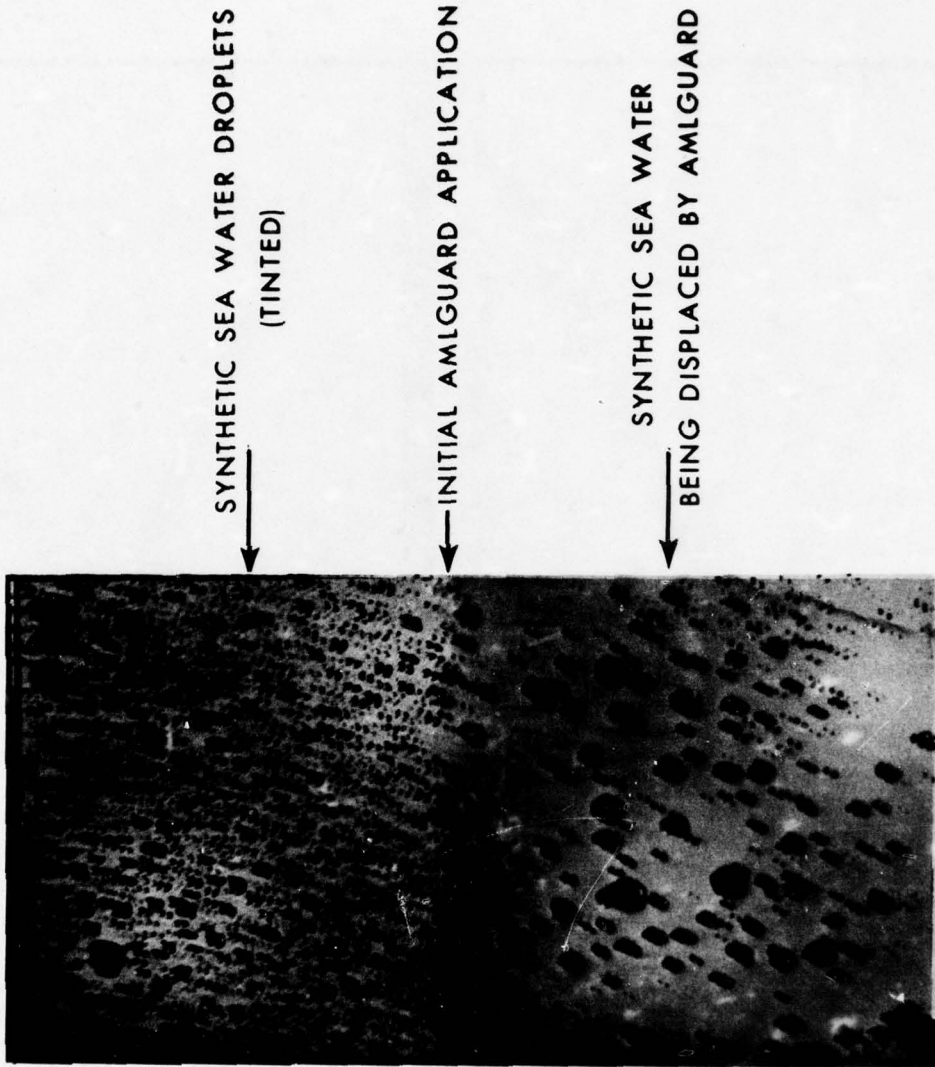 SYNTHETIC SEA WATER DROPLETS
(TINTED)
INITIAL AMLGUARD APPLICATION
SYNTHETIC SEA WATER
BEING DISPLACED BY AMLGUARD